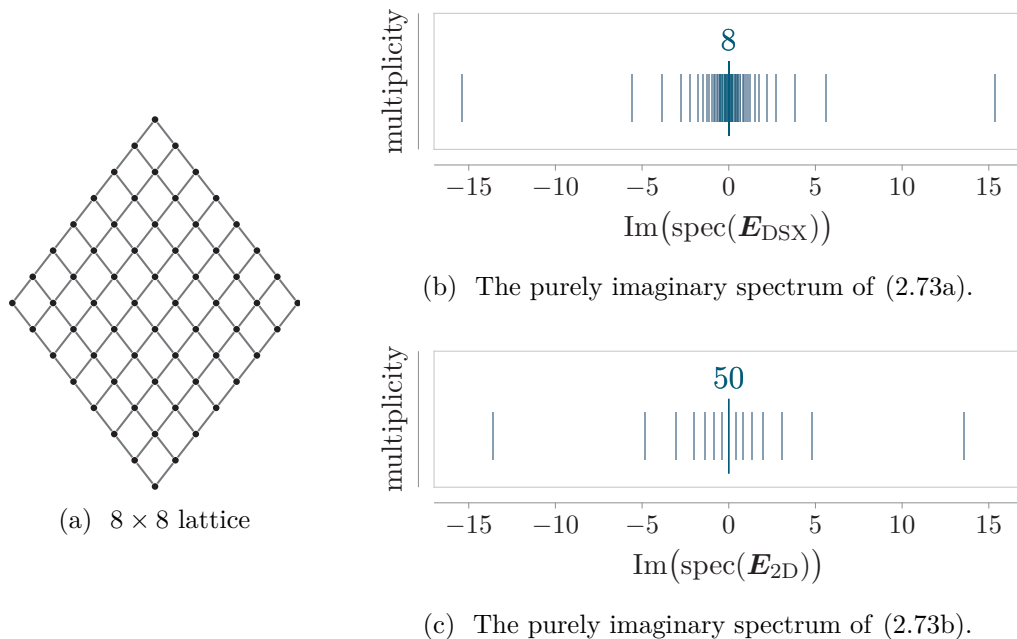 (a) 8 × 8 lattice
multiplicity
8
−15 −10 −5 0 5 10 15
Im(spec(E_DSX))
(b) The purely imaginary spectrum of (2.73a).
multiplicity
50
−15 −10 −5 0 5 10 15
Im(spec(E_2D))
(c) The purely imaginary spectrum of (2.73b).